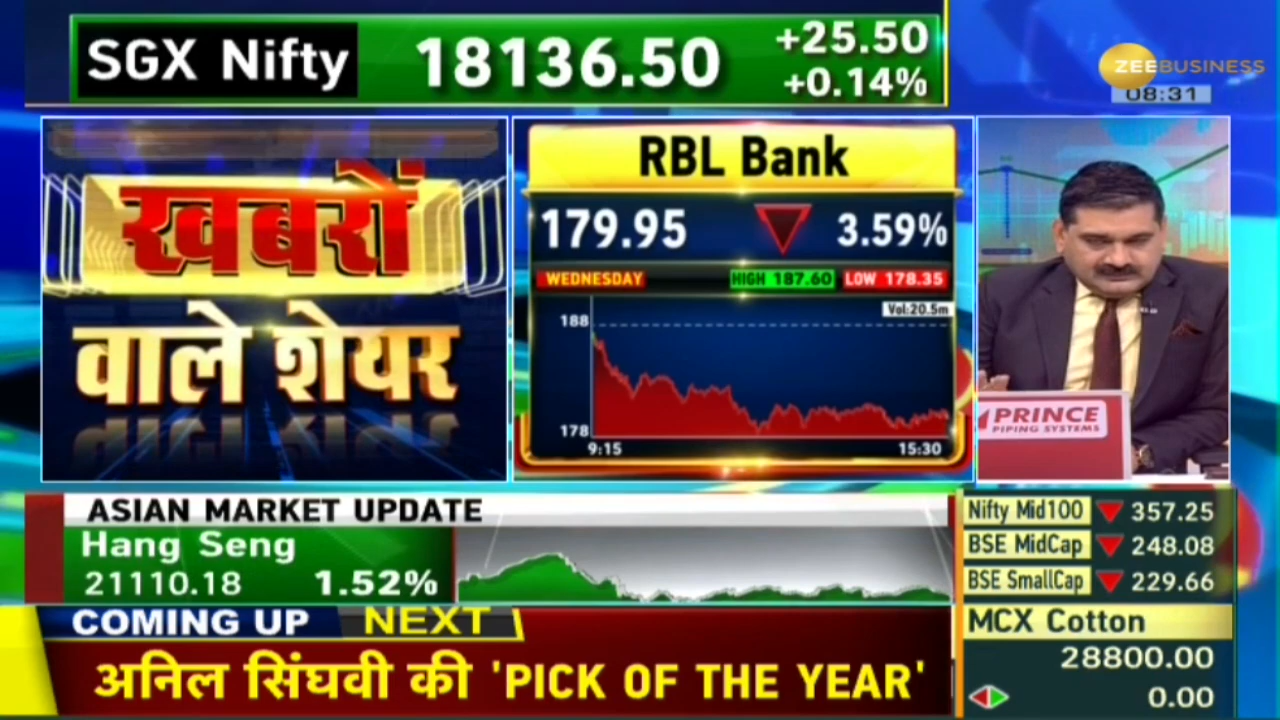 SGX Nifty 18136.50 +25.50
+0.14%
ZEEBUSINESS
08:31
खबरों
वाले शेयर
RBL Bank
179.95 3.59%
WEDNESDAY HIGH 187.60 LOW 178.35
Vol:20.5m
188
178
9:15 15:30
PRINCE
PIPING SYSTEMS
ASIAN MARKET UPDATE
Hang Seng
21110.18 1.52%
COMING UP NEXT
अनिल सिंघवी की 'PICK OF THE YEAR'
Nifty Mid100 357.25
BSE MidCap 248.08
BSE SmallCap 229.66
MCX Cotton
28800.00
0.00